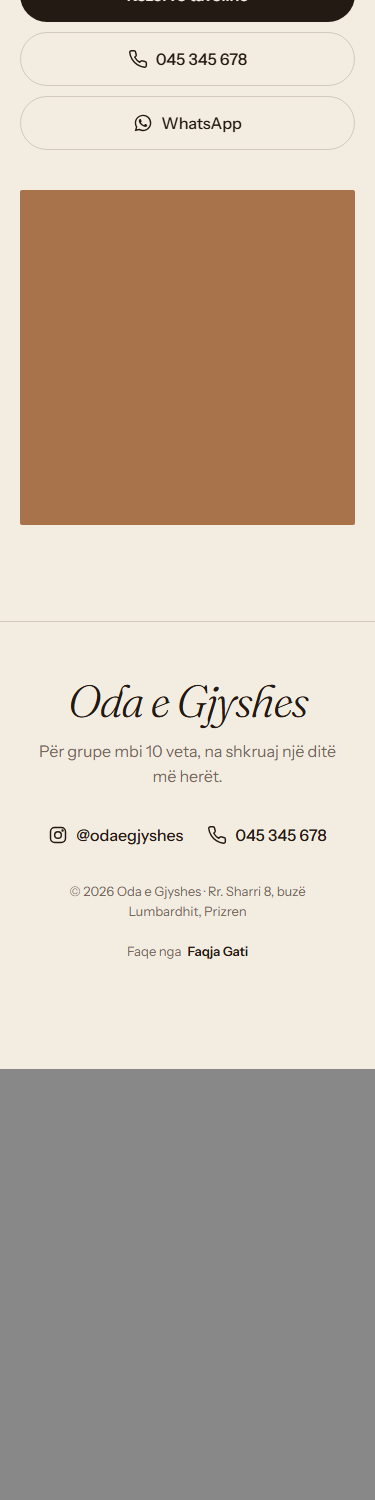 045 345 678
WhatsApp
Oda e Gjyshes
Për grupe mbi 10 veta, na shkruaj një ditë
më herët.
@odaegjyshes 045 345 678
© 2026 Oda e Gjyshes · Rr. Sharri 8, buzë
Lumbardhit, Prizren
Faqe nga Faqja Gati